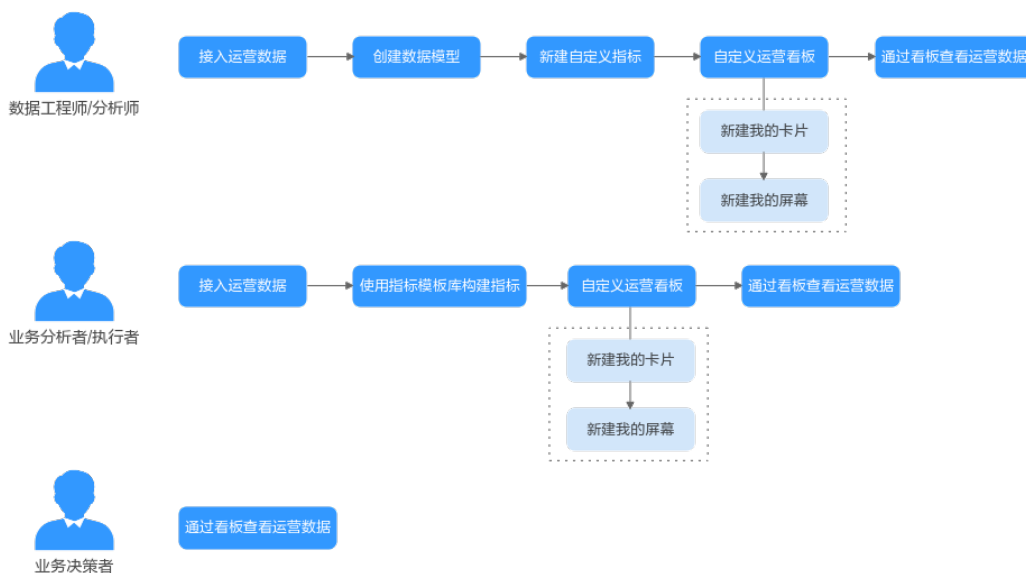 接入运营数据
创建数据模型
新建自定义指标
自定义运营看板
通过看板查看运营数据
数据工程师/分析师
新建我的卡片
新建我的屏幕
接入运营数据
使用指标模板库构建指标
自定义运营看板
通过看板查看运营数据
业务分析者/执行者
新建我的卡片
新建我的屏幕
通过看板查看运营数据
业务决策者